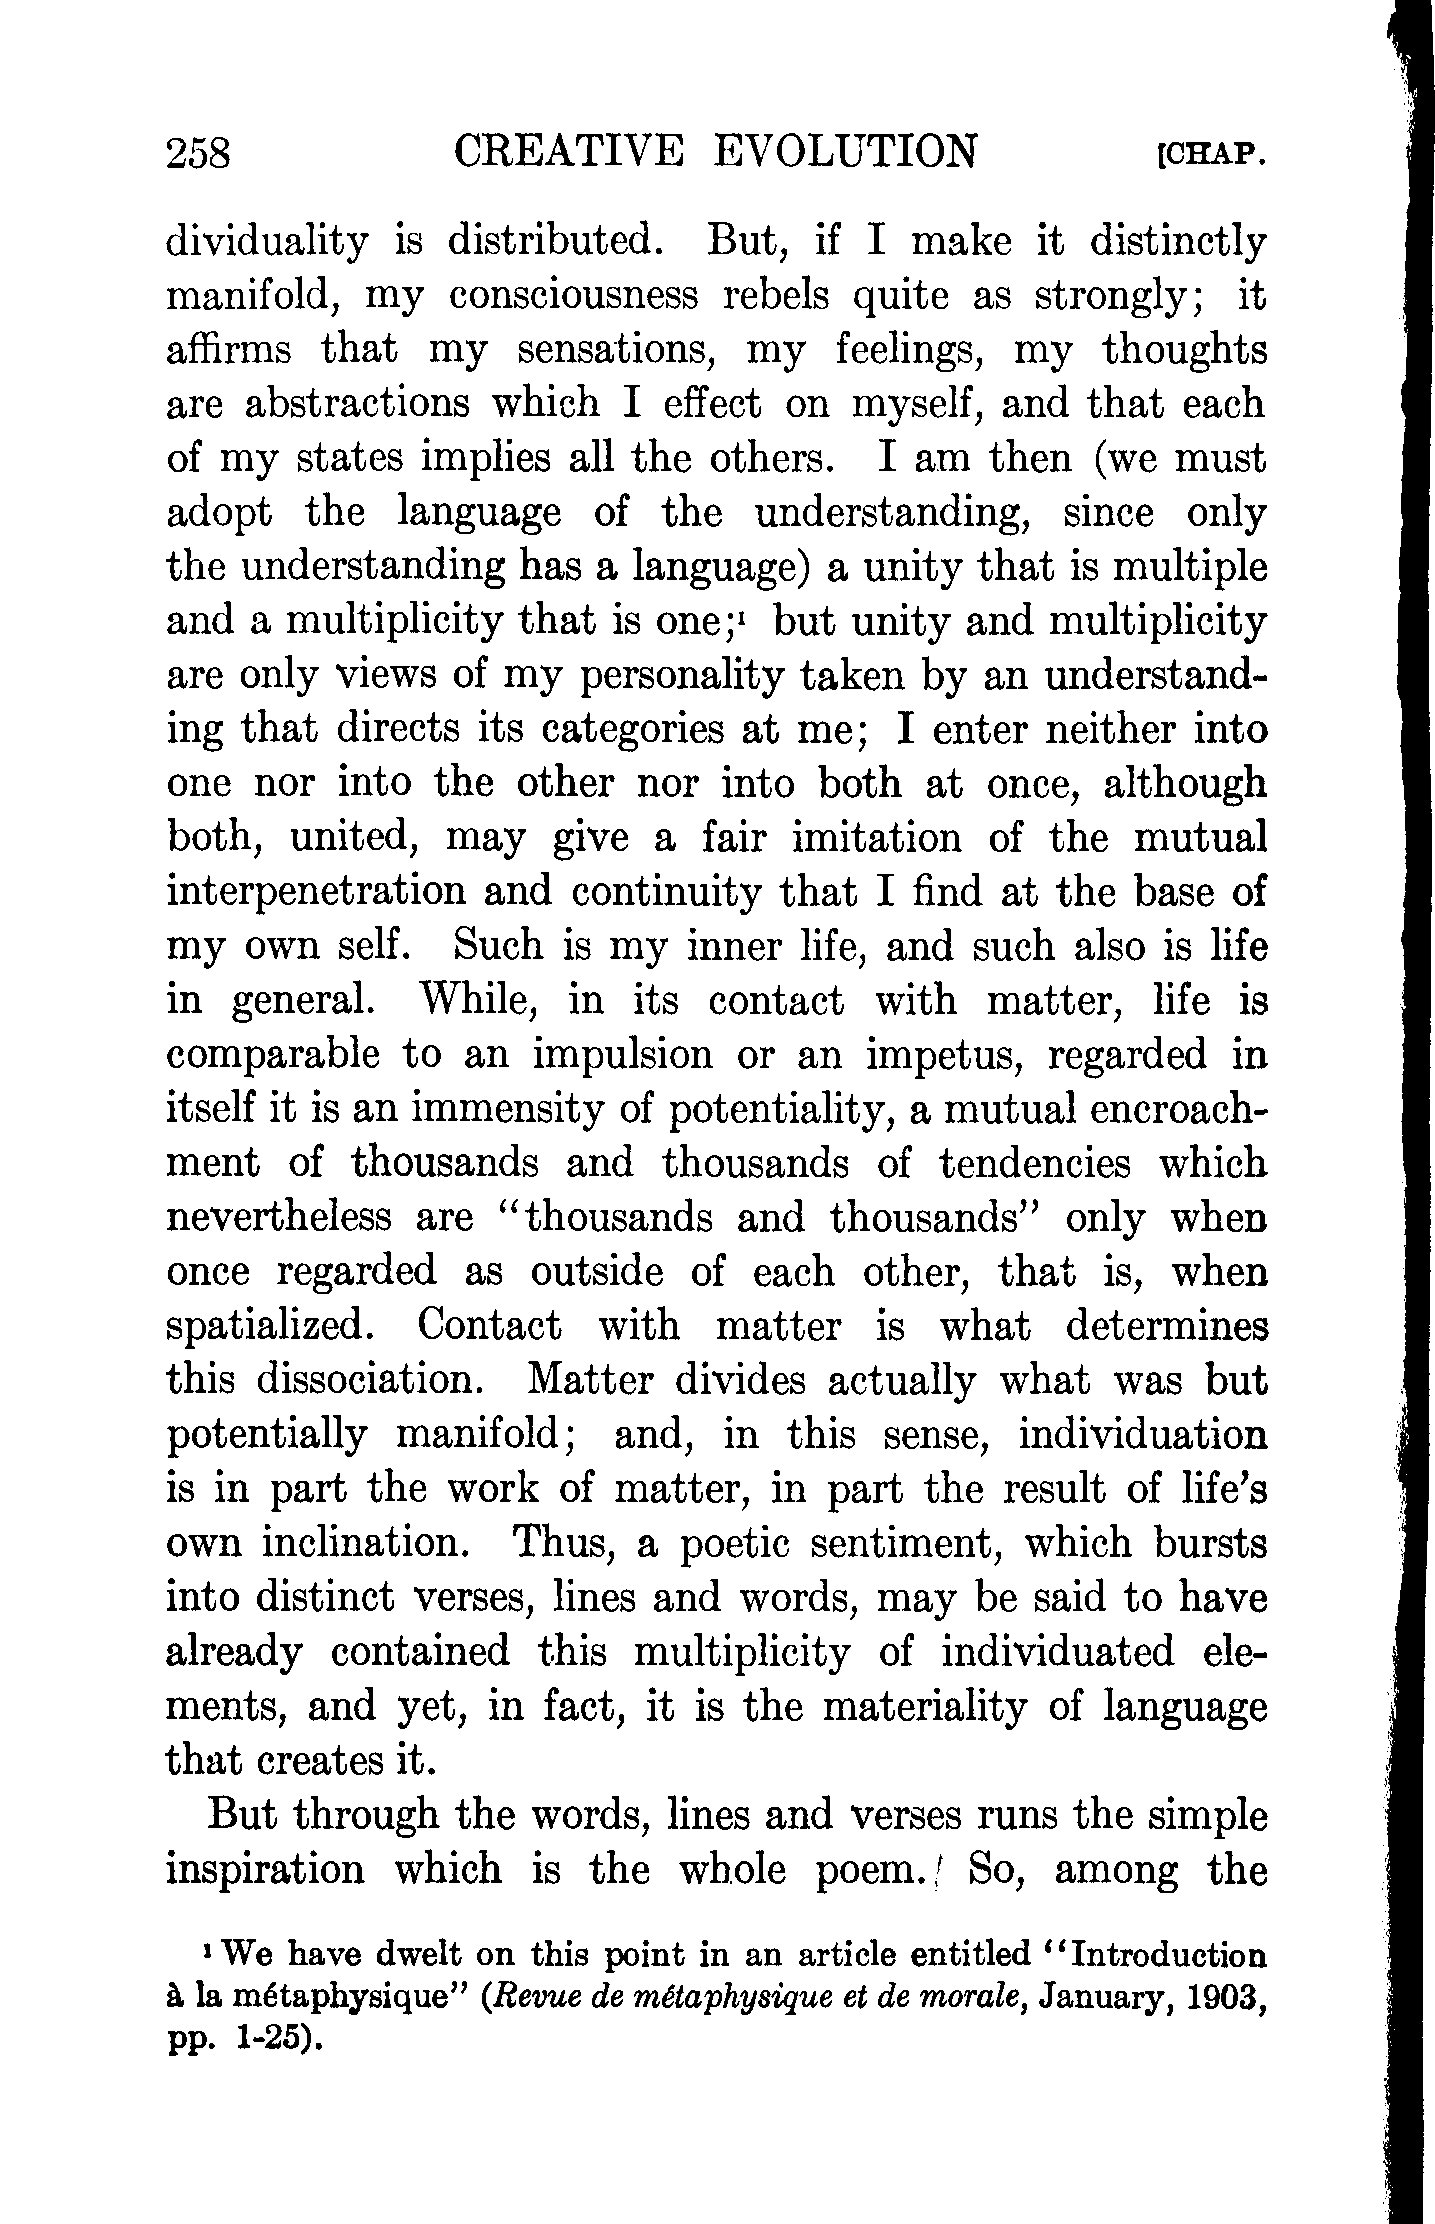 258 CREATIVE EVOLUTION [CHAP.
dividuality is distributed. But, if I make it distinctly
manifold, my consciousness rebels quite as strongly; it
affirms that my sensations, my feelings, my thoughts
are abstractions which I effect on myself, and that each
of my states implies all the others. I am then (we must
adopt the language of the understanding, since only
the understanding has a language) a unity that is multiple
and a multiplicity that is one;¹ but unity and multiplicity
are only views of my personality taken by an understand-
ing that directs its categories at me; I enter neither into
one nor into the other nor into both at once, although
both, united, may give a fair imitation of the mutual
interpenetration and continuity that I find at the base of
my own self. Such is my inner life, and such also is life
in general. While, in its contact with matter, life is
comparable to an impulsion or an impetus, regarded in
itself it is an immensity of potentiality, a mutual encroach-
ment of thousands and thousands of tendencies which
nevertheless are “thousands and thousands” only when
once regarded as outside of each other, that is, when
spatialized. Contact with matter is what determines
this dissociation. Matter divides actually what was but
potentially manifold; and, in this sense, individuation
is in part the work of matter, in part the result of life’s
own inclination. Thus, a poetic sentiment, which bursts
into distinct verses, lines and words, may be said to have
already contained this multiplicity of individuated ele-
ments, and yet, in fact, it is the materiality of language
that creates it.
But through the words, lines and verses runs the simple
inspiration which is the whole poem. So, among the
¹ We have dwelt on this point in an article entitled “Introduction
à la métaphysique” (Revue de métaphysique et de morale, January, 1903,
pp. 1-25).